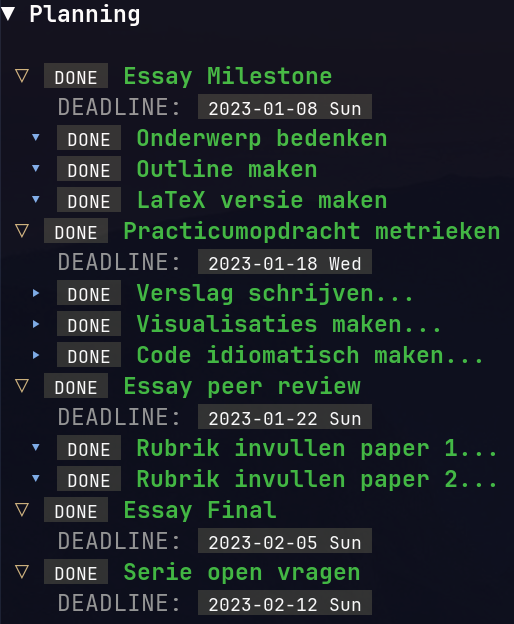 Planning
DONE Essay Milestone
DEADLINE: 2023-01-08 Sun
DONE Onderwerp bedenken
DONE Outline maken
DONE LaTeX versie maken
DONE Practicumopdracht metrieken
DEADLINE: 2023-01-18 Wed
DONE Verslag schrijven...
DONE Visualisaties maken...
DONE Code idiomatisch maken...
DONE Essay peer review
DEADLINE: 2023-01-22 Sun
DONE Rubrik invullen paper 1...
DONE Rubrik invullen paper 2...
DONE Essay Final
DEADLINE: 2023-02-05 Sun
DONE Serie open vragen
DEADLINE: 2023-02-12 Sun